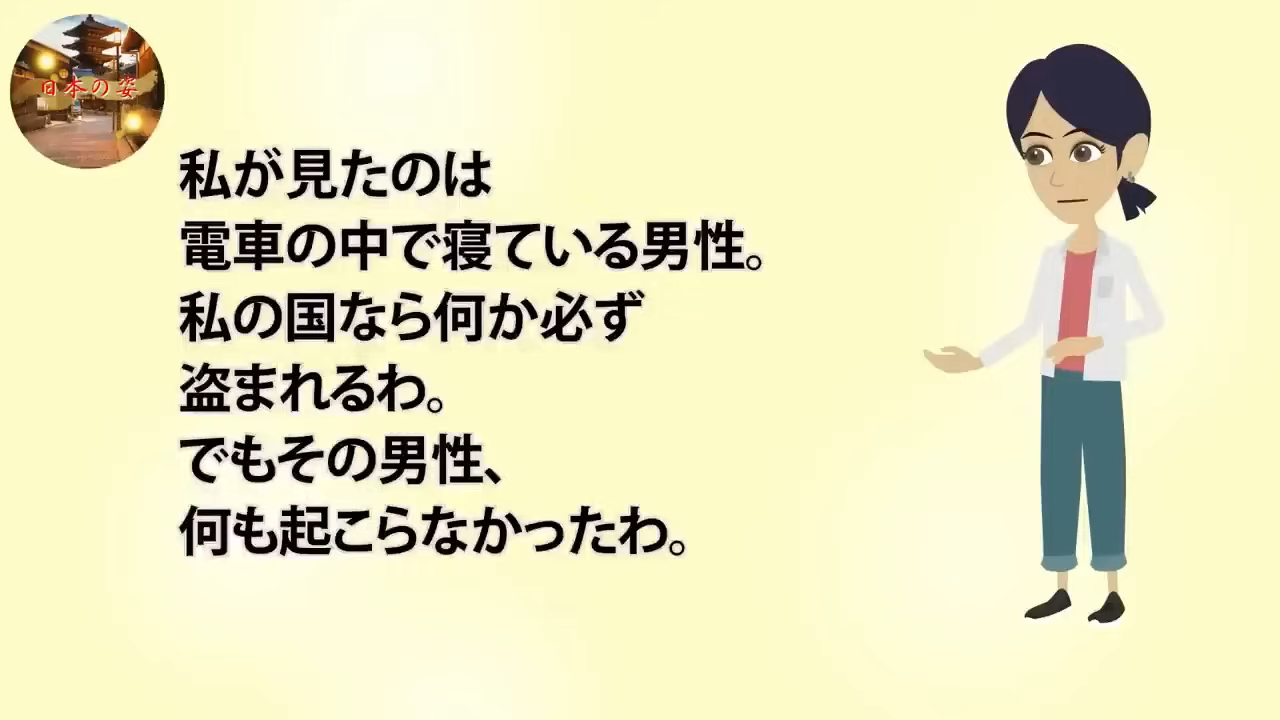 日本の姿
私が見たのは
電車の中で寝ている男性。
私の国なら何か必ず
盗まれるわ。
でもその男性、
何も起こらなかったわ。